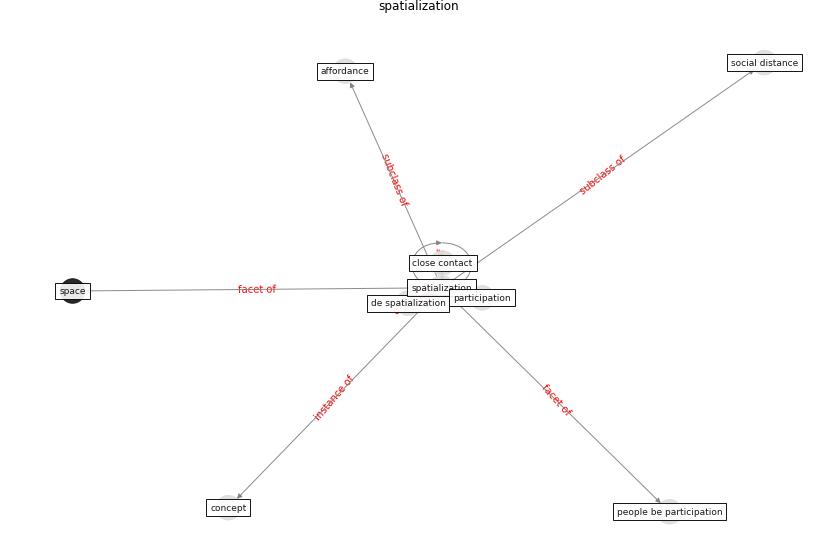 spatialization
social distance
affordance
subclass of
subclass of
close contact
spatialization
space
facet of
participation
de spatialization
instance of
facet of
concept
people be participation